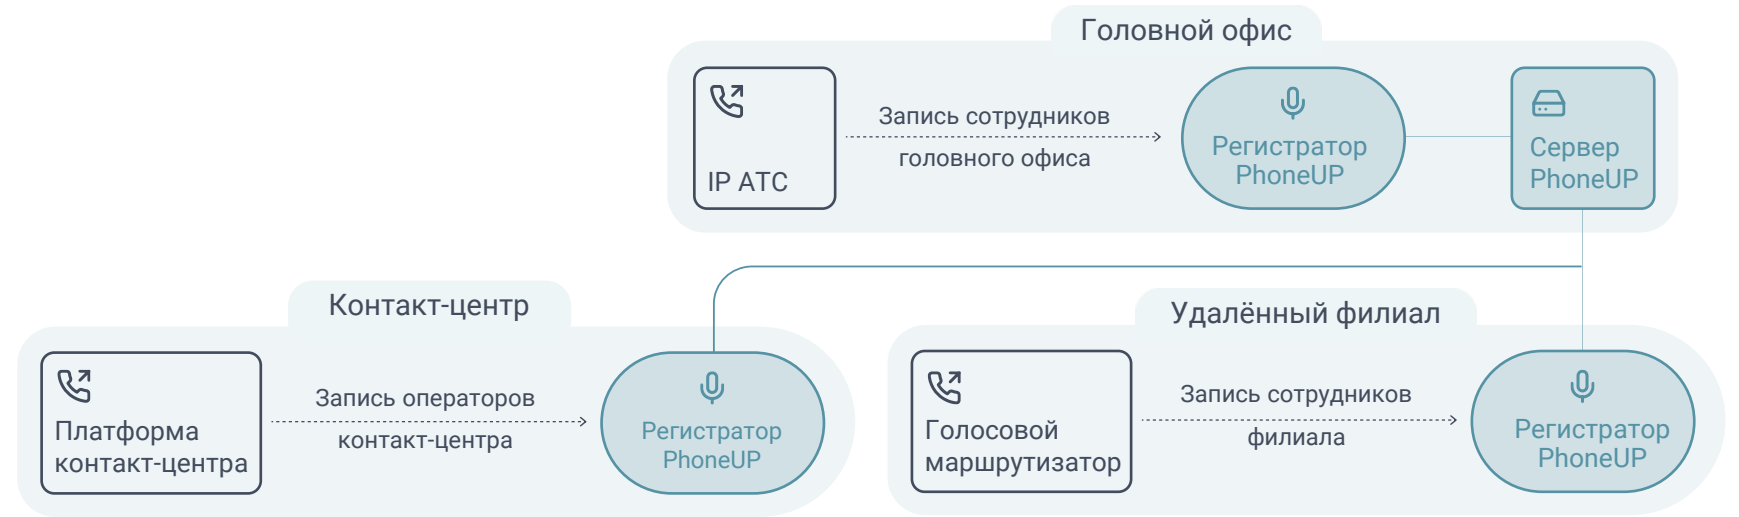 Головной офис
IP АТС
Запись сотрудников
головного офиса
Регистратор
PhoneUP
Сервер
PhoneUP
Контакт-центр
Платформа
контакт-центра
Запись операторов
контакт-центра
Регистратор
PhoneUP
Удалённый филиал
Голосовой
маршрутизатор
Запись сотрудников
филиала
Регистратор
PhoneUP